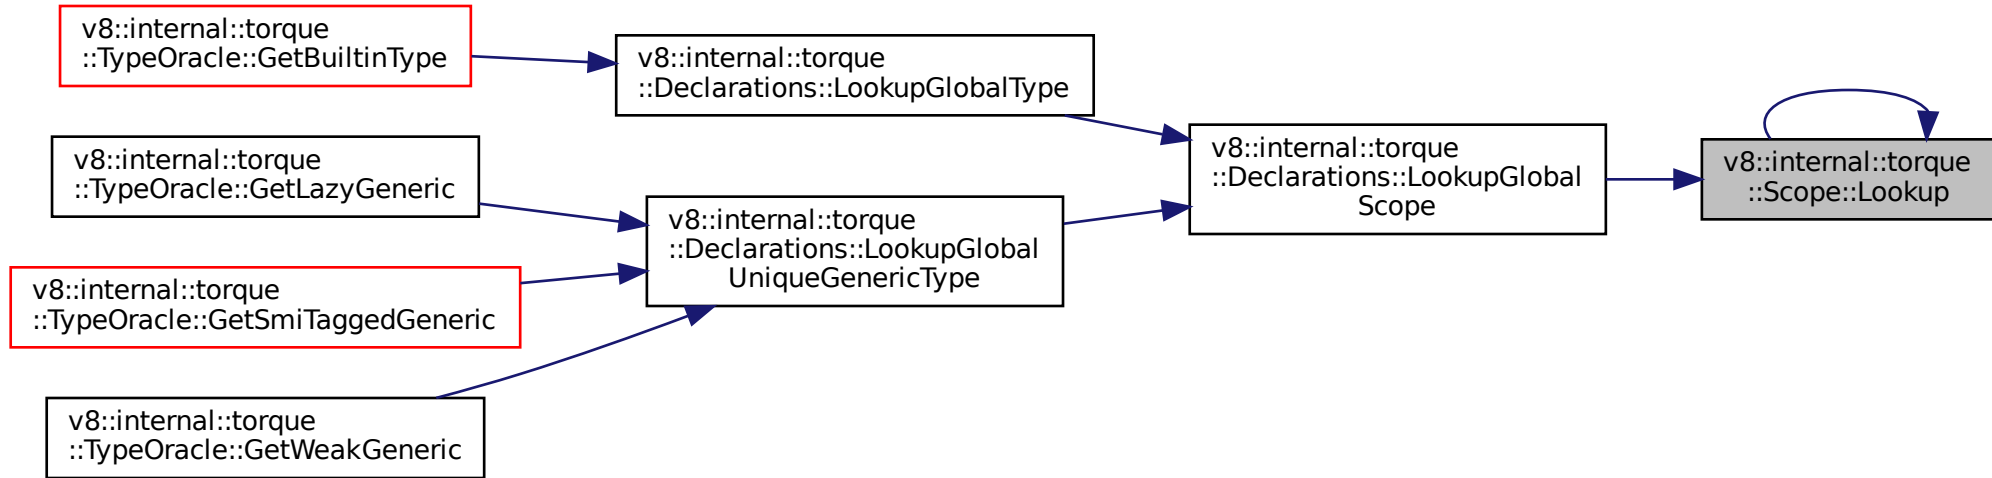 v8::internal::torque
::TypeOracle::GetBuiltinType
v8::internal::torque
::TypeOracle::GetLazyGeneric
v8::internal::torque
::TypeOracle::GetSmiTaggedGeneric
v8::internal::torque
::TypeOracle::GetWeakGeneric
v8::internal::torque
::Declarations::LookupGlobalType
v8::internal::torque
::Declarations::LookupGlobal
UniqueGenericType
v8::internal::torque
::Declarations::LookupGlobal
Scope
v8::internal::torque
::Scope::Lookup